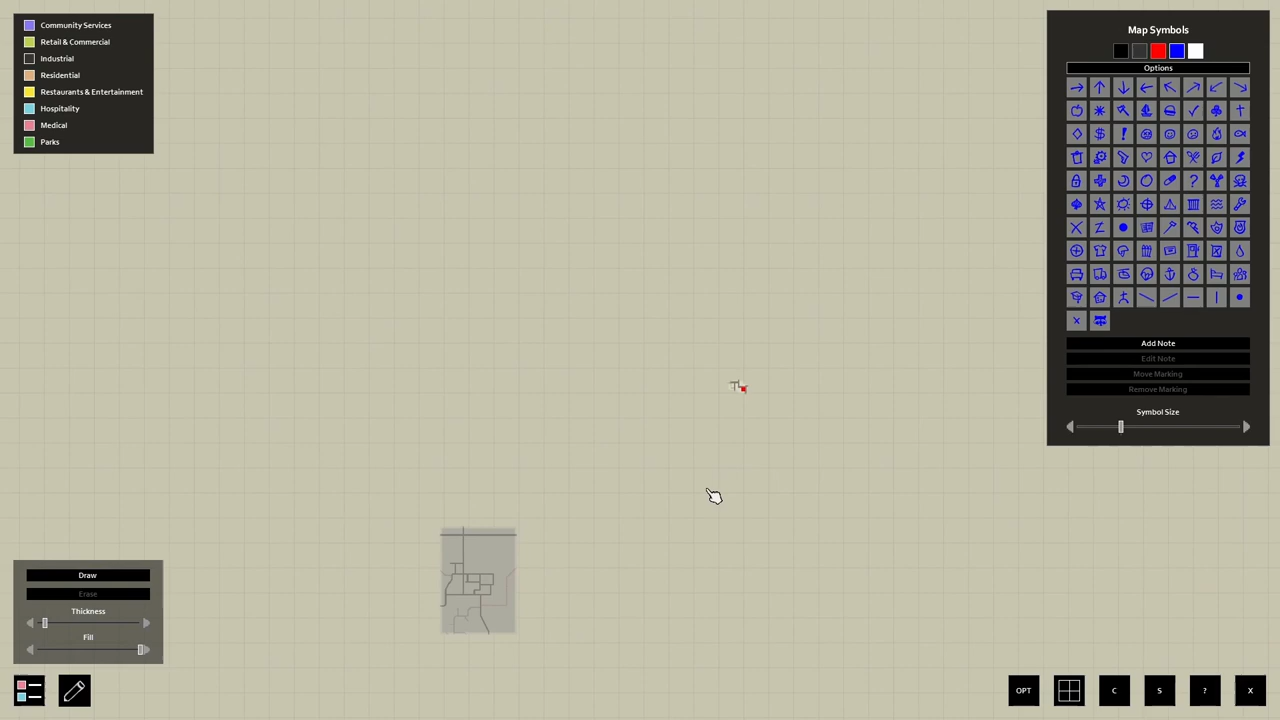 Community Services
Retail & Commercial
Industrial
Residential
Restaurants & Entertainment
Hospitality
Medical
Parks
Map Symbols
Options
Add Note
Edit Note
Move Marking
Remove Marking
Symbol Size
Draw
Erase
Thickness
Fill
OPT
C
S
?
X